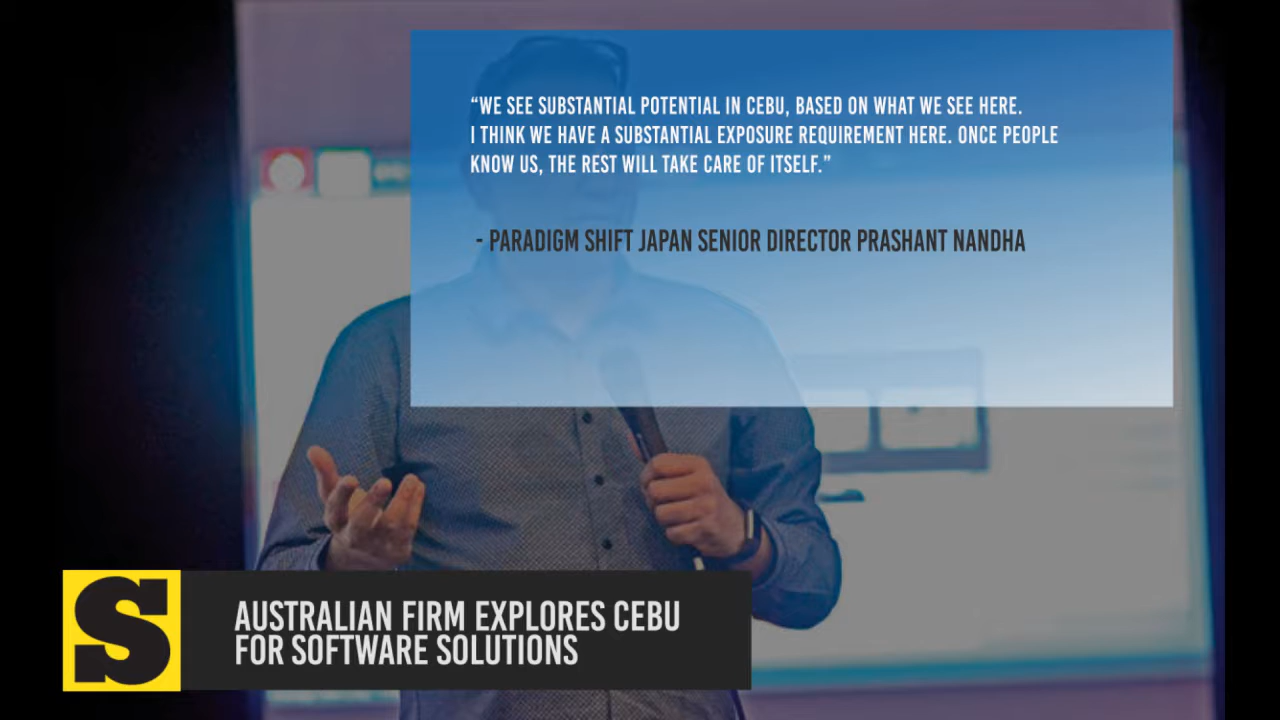 “WE SEE SUBSTANTIAL POTENTIAL IN CEBU, BASED ON WHAT WE SEE HERE.
I THINK WE HAVE A SUBSTANTIAL EXPOSURE REQUIREMENT HERE. ONCE PEOPLE
KNOW US, THE REST WILL TAKE CARE OF ITSELF.”
- PARADIGM SHIFT JAPAN SENIOR DIRECTOR PRASHANT NANDHA
S
AUSTRALIAN FIRM EXPLORES CEBU
FOR SOFTWARE SOLUTIONS